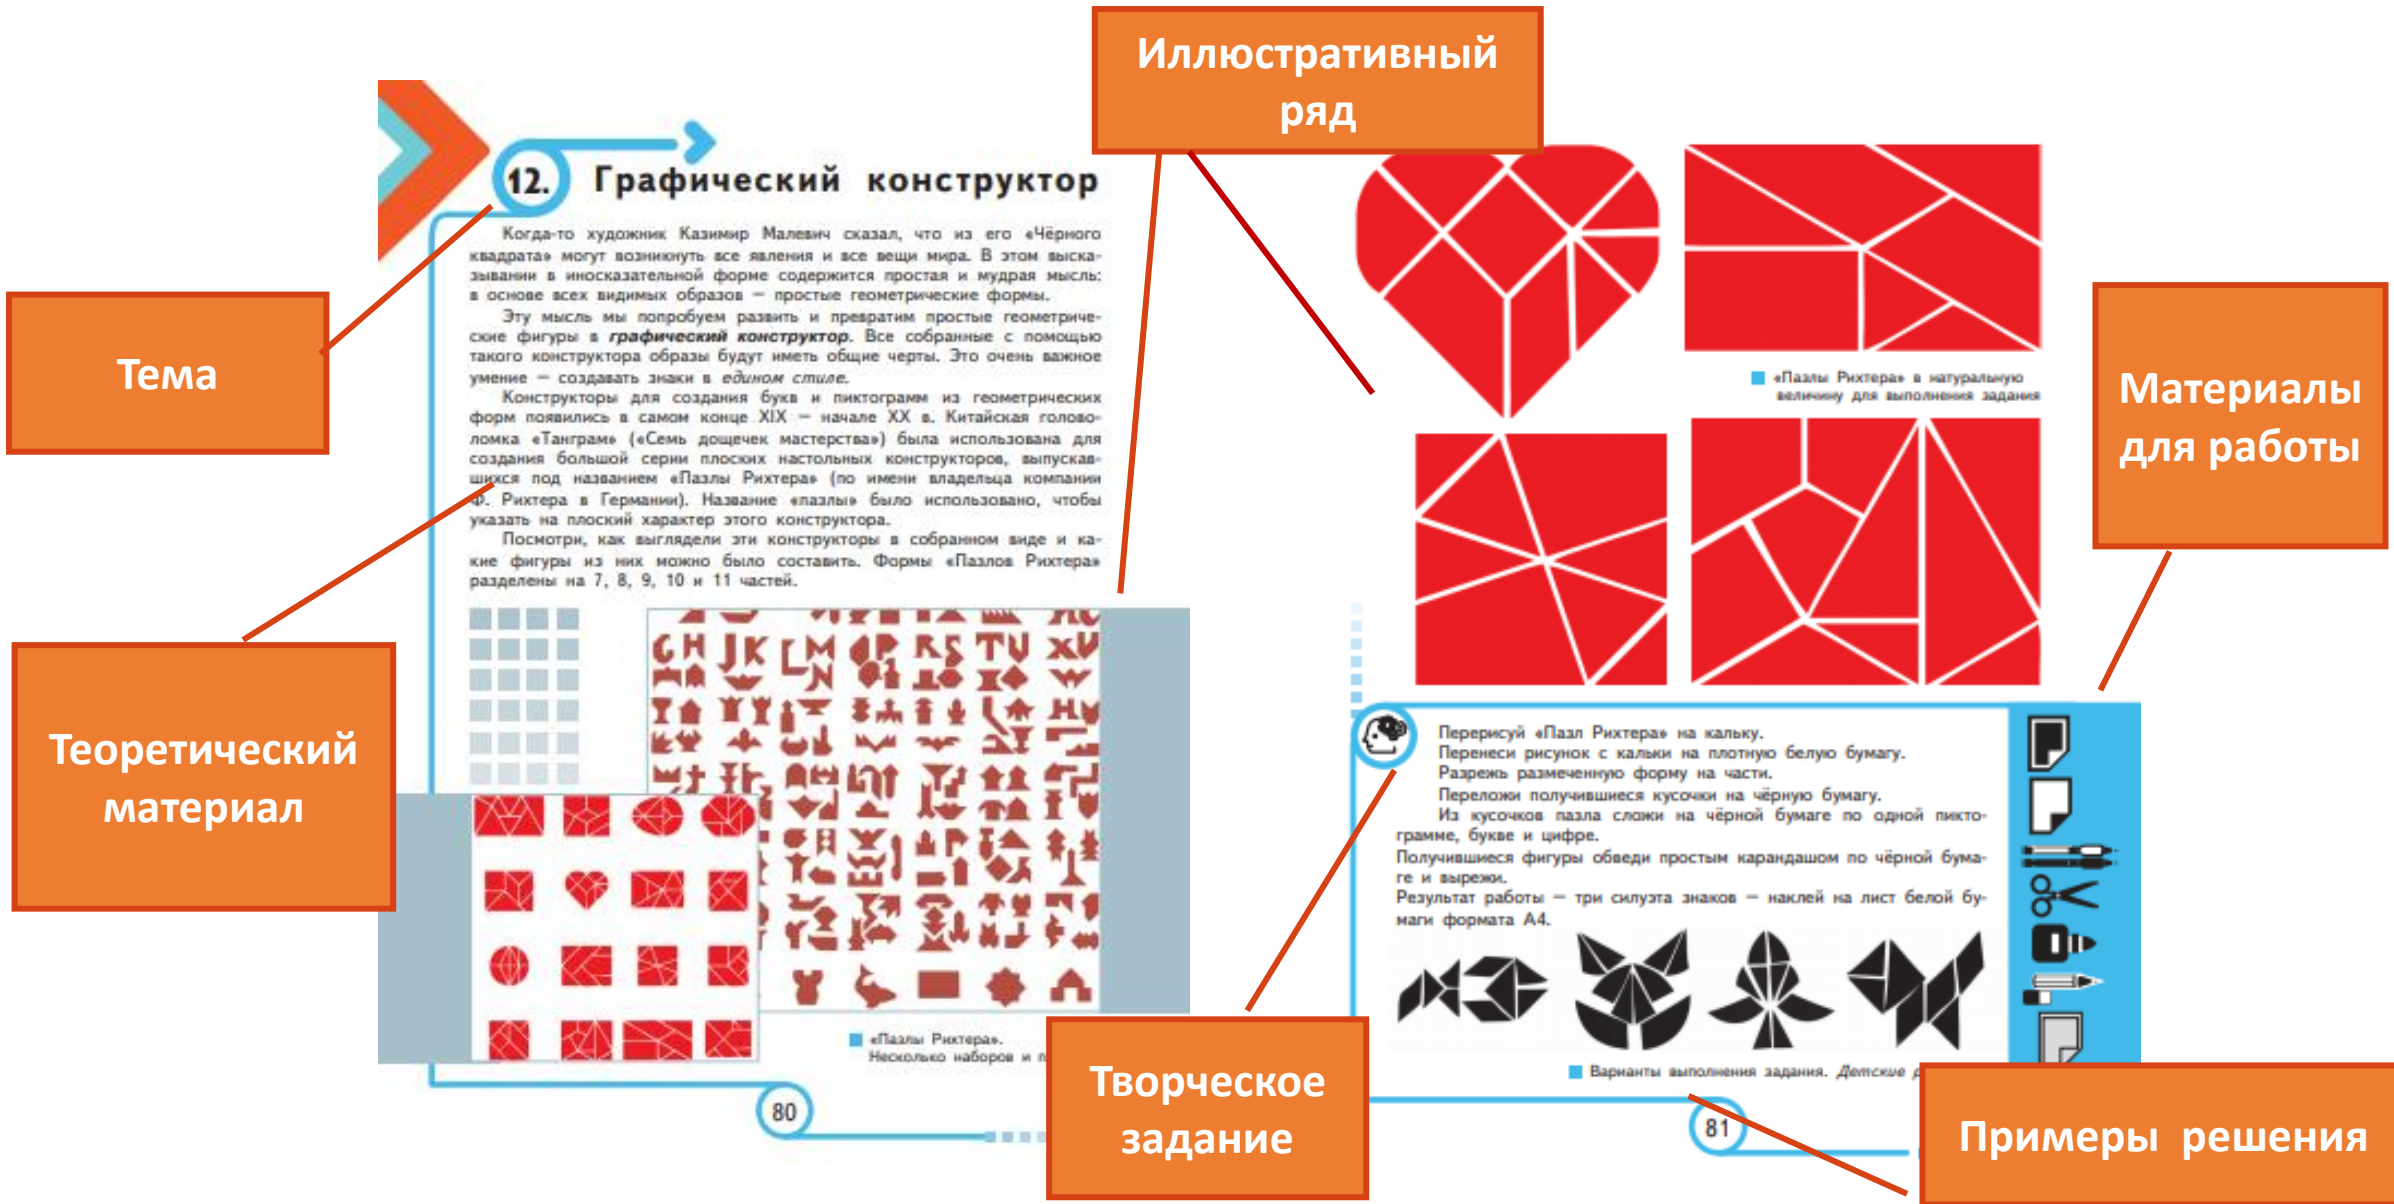 Иллюстративный
ряд
12. Графический конструктор
Когда-то художник Казимир Малевич сказал, что из его «Чёрного
квадрата» могут возникнуть все явления и все вещи мира. В этом выска-
зывании в иносказательной форме содержится простая и мудрая мысль:
в основе всех видимых образов — простые геометрические формы.
Эту мысль мы попробуем развить и превратим простые геометриче-
ские фигуры в графический конструктор. Все собранные с помощью
такого конструктора образы будут иметь общие черты. Это очень важное
умение — создавать знаки в едином стиле.
Конструкторы для создания букв и пиктограмм из геометрических
форм появились в самом конце XIX — начале XX в. Китайская голово-
ломка «Танграм» («Семь дощечек мастерства») была использована для
создания большой серии плоских настольных конструкторов, выпускав-
шихся под названием «Пазлы Рихтера» (по имени владельца компании
Ф. Рихтера в Германии). Название «пазлы» было использовано, чтобы
указать на плоский характер этого конструктора.
Посмотри, как выглядели эти конструкторы в собранном виде и ка-
кие фигуры из них можно было составить. Формы «Пазлов Рихтера»
разделены на 7, 8, 9, 10 и 11 частей.
Тема
Теоретический
материал
G H J K L M O P R S T U X V
N
«Пазлы Рихтера».
Несколько наборов и
80
«Пазлы Рихтера» в натуральную
величину для выполнения задания
Материалы
для работы
Перерисуй «Пазл Рихтера» на кальку.
Перенеси рисунок с кальки на плотную белую бумагу.
Разрежь размеченную форму на части.
Переложи получившиеся кусочки на чёрную бумагу.
Из кусочков пазла сложи на чёрной бумаге по одной пикто-
грамме, букве и цифре.
Получившиеся фигуры обведи простым карандашом по чёрной бума-
ге и вырежи.
Результат работы — три силуэта знаков — наклей на лист белой бу-
маги формата А4.
Варианты выполнения задания. Детские
81
Творческое
задание
Примеры решения